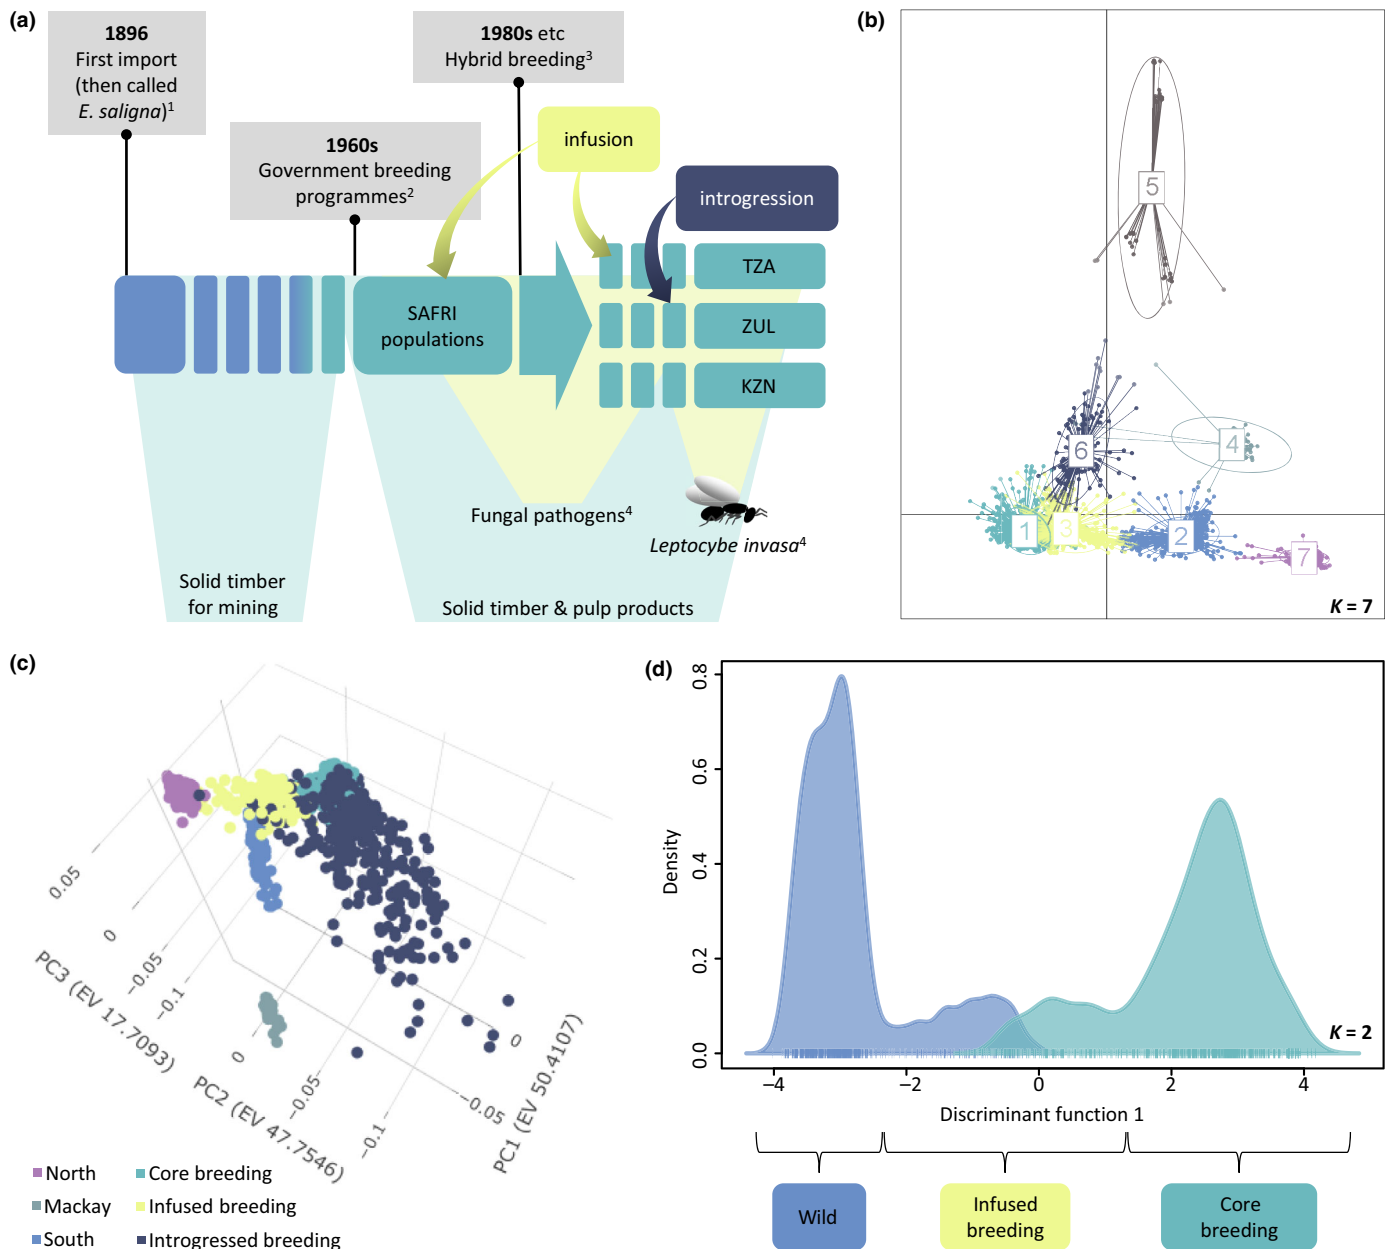 (a)
1896
First import
(then called
E. saligna)1
1960s
Government breeding
programmes2
1980s etc
Hybrid breeding3
infusion
introgression
SAFRI
populations
TZA
ZUL
KZN
Fungal pathogens4
Leptocybe invasa4
Solid timber
for mining
Solid timber & pulp products
(b)
5
4
6
1
3
2
7
K = 7
(c)
0.05
0
−0.05
−0.1
PC3 (EV 17.7093)
0
−0.05
−0.1
PC2 (EV 47.7546)
0
−0.05
PC1 (EV 50.4107)
North
Mackay
South
Core breeding
Infused breeding
Introgressed breeding
(d)
0.8
0.6
0.4
0.2
0.0
Density
−4
−2
0
2
4
Discriminant function 1
K = 2
Wild
Infused
breeding
Core
breeding